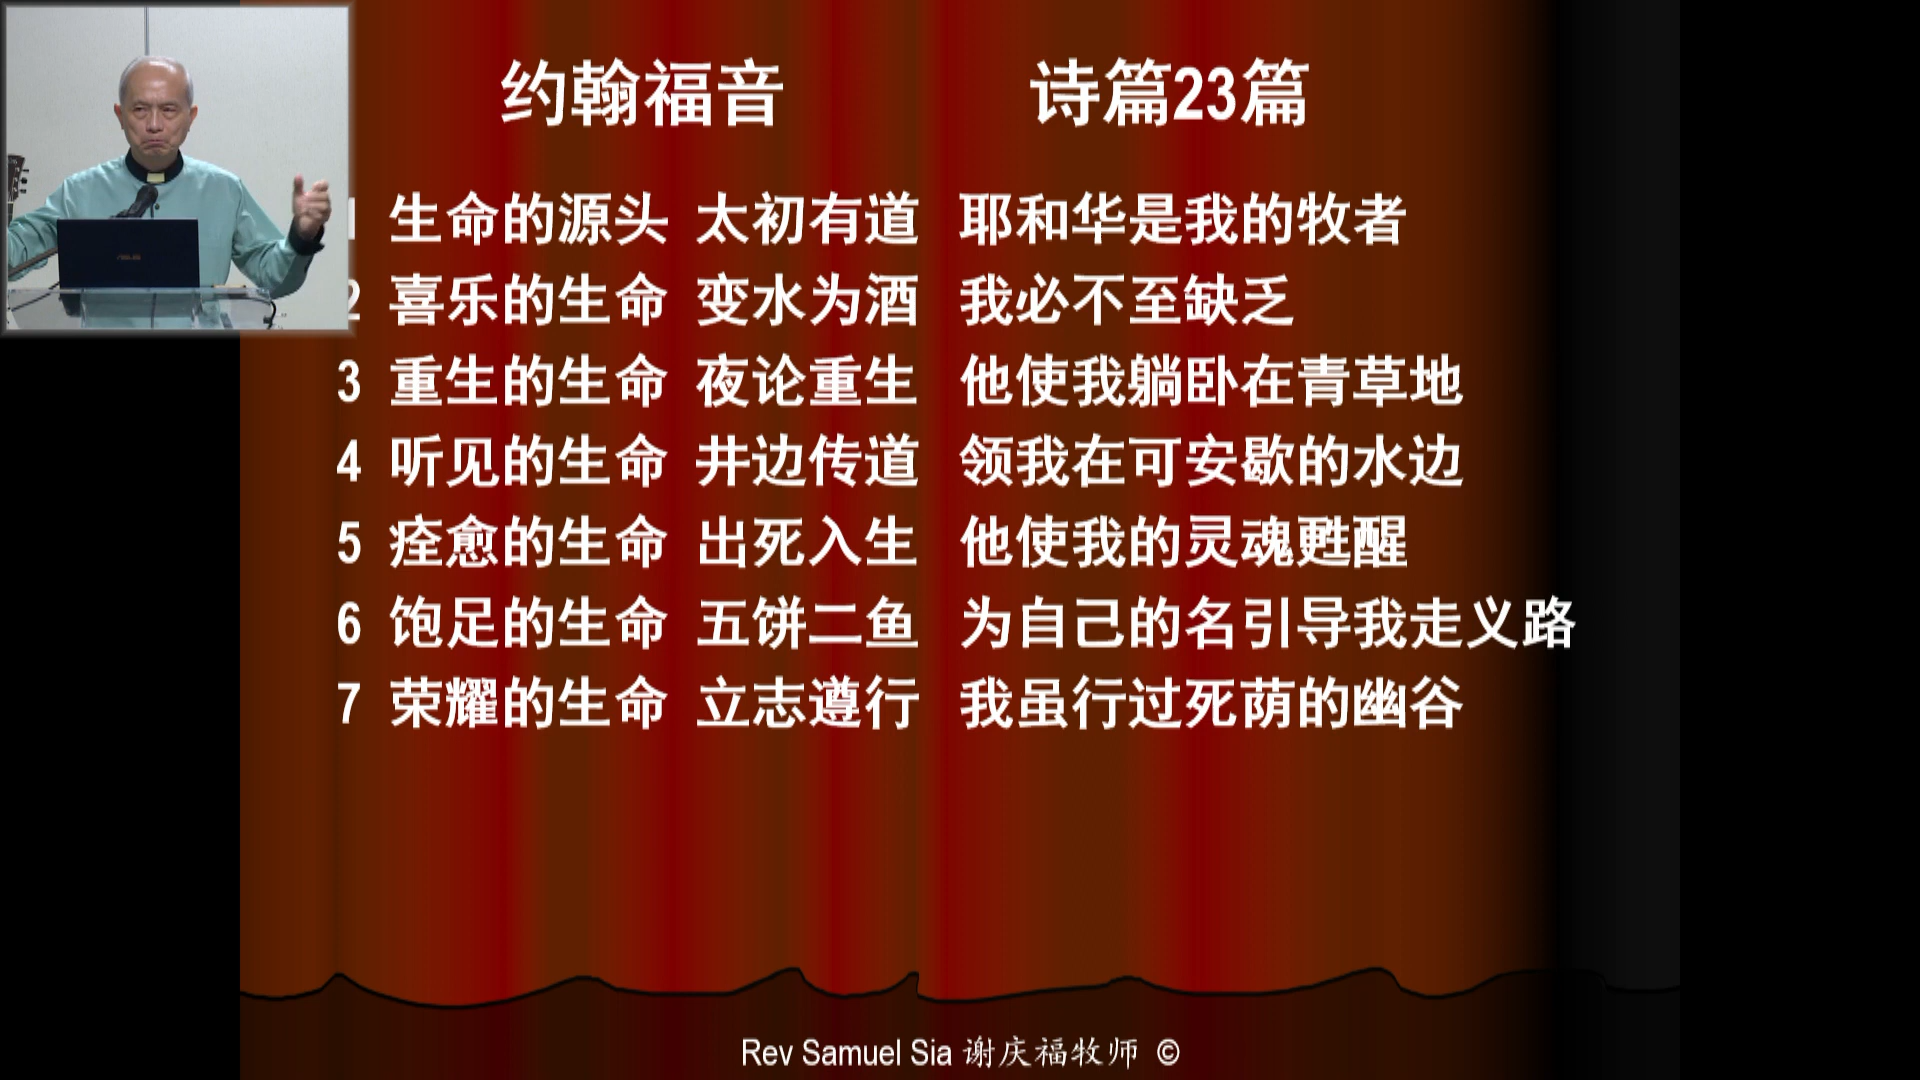 约翰福音 诗篇23篇
1 生命的源头 太初有道 耶和华是我的牧者
2 喜乐的生命 变水为酒 我必不至缺乏
3 重生的生命 夜论重生 他使我躺卧在青草地
4 听见的生命 井边传道 领我在可安歇的水边
5 痊愈的生命 出死入生 他使我的灵魂甦醒
6 饱足的生命 五饼二鱼 为自己的名引导我走义路
7 荣耀的生命 立志遵行 我虽行过死荫的幽谷
Rev Samuel Sia 谢庆福牧师 ©